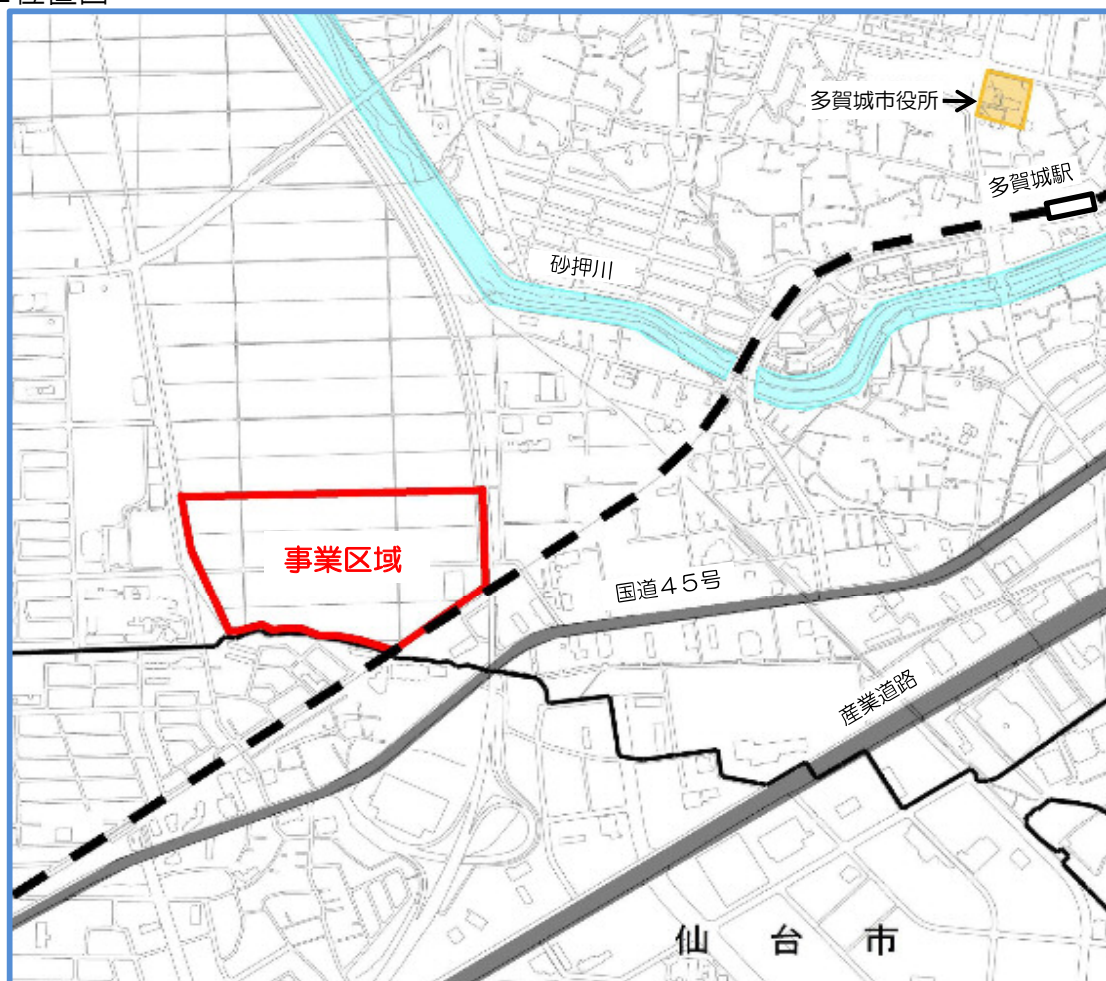 多賀城市役所
多賀城駅
砂押川
事業区域
国道４５号
産業道路
仙台市